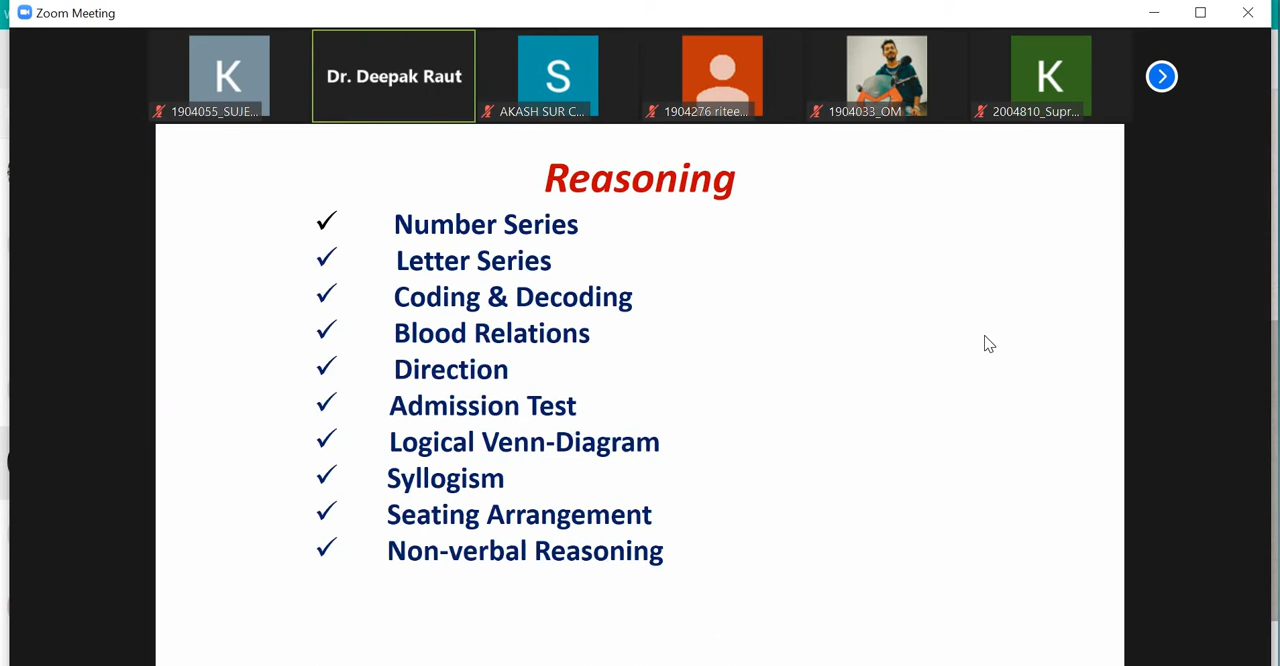 Zoom Meeting
K
Dr. Deepak Raut
S
K
1904055_SUJE...
AKASH SUR C...
1904276 ritee...
1904033_OM
2004810_Supr...
Reasoning
Number Series
Letter Series
Coding & Decoding
Blood Relations
Direction
Admission Test
Logical Venn-Diagram
Syllogism
Seating Arrangement
Non-verbal Reasoning